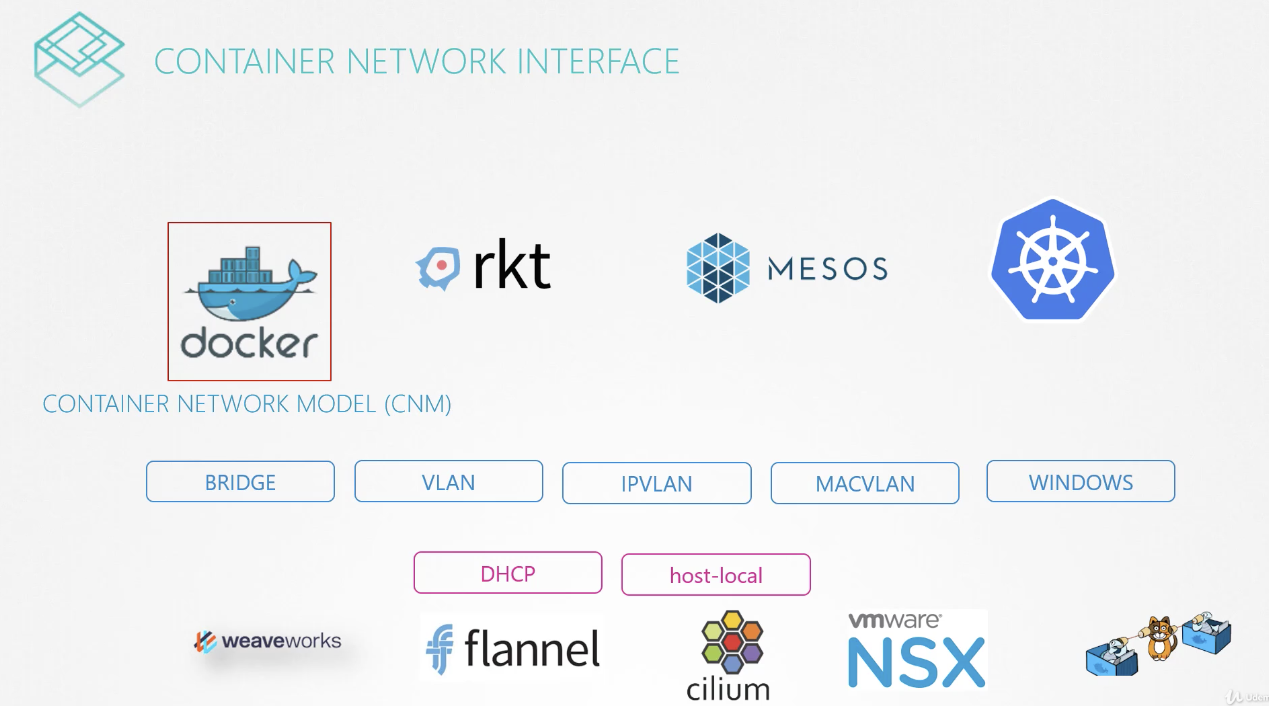 CONTAINER NETWORK INTERFACE
docker
rkt
MESOS
CONTAINER NETWORK MODEL (CNM)
BRIDGE
VLAN
IPVLAN
MACVLAN
WINDOWS
DHCP
host-local
weaveworks
flannel
cilium
vmware®
NSX